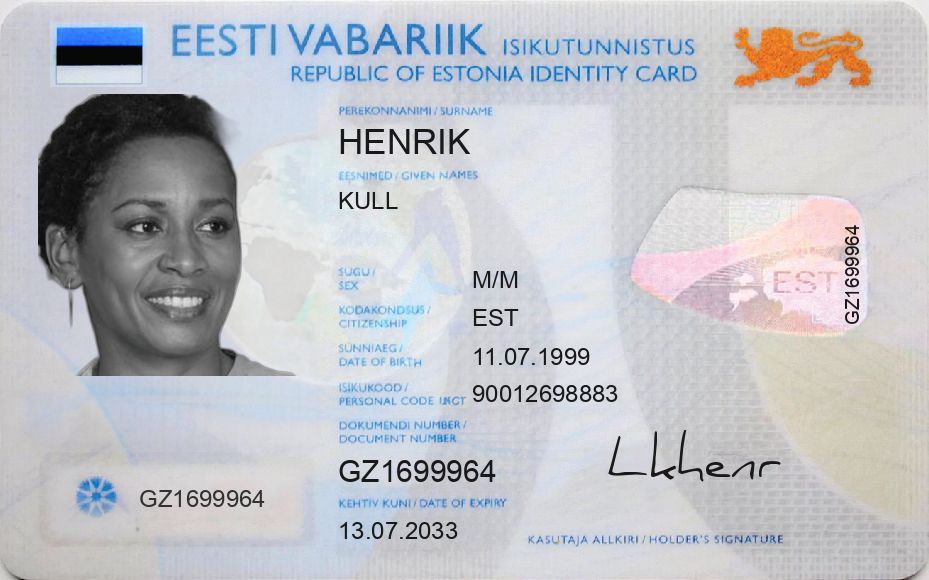 EESTI VABARIIK ISIKUTUNNISTUS
REPUBLIC OF ESTONIA IDENTITY CARD
PEREKONNANIMI / SURNAME
HENRIK
EESNIMED / GIVEN NAMES
KULL
SUGU /
SEX
M/M
KODAKONDSUS /
CITIZENSHIP
EST
SÜNNIAEG /
DATE OF BIRTH
11.07.1999
ISIKUKOOD /
PERSONAL CODE
90012698883
DOKUMENDI NUMBER /
DOCUMENT NUMBER
GZ1699964
KEHTIV KUNI / DATE OF EXPIRY
13.07.2033
GZ1699964
EST
GZ1699964
Lkhenr
KASUTAJA ALLKIRI / HOLDER'S SIGNATURE